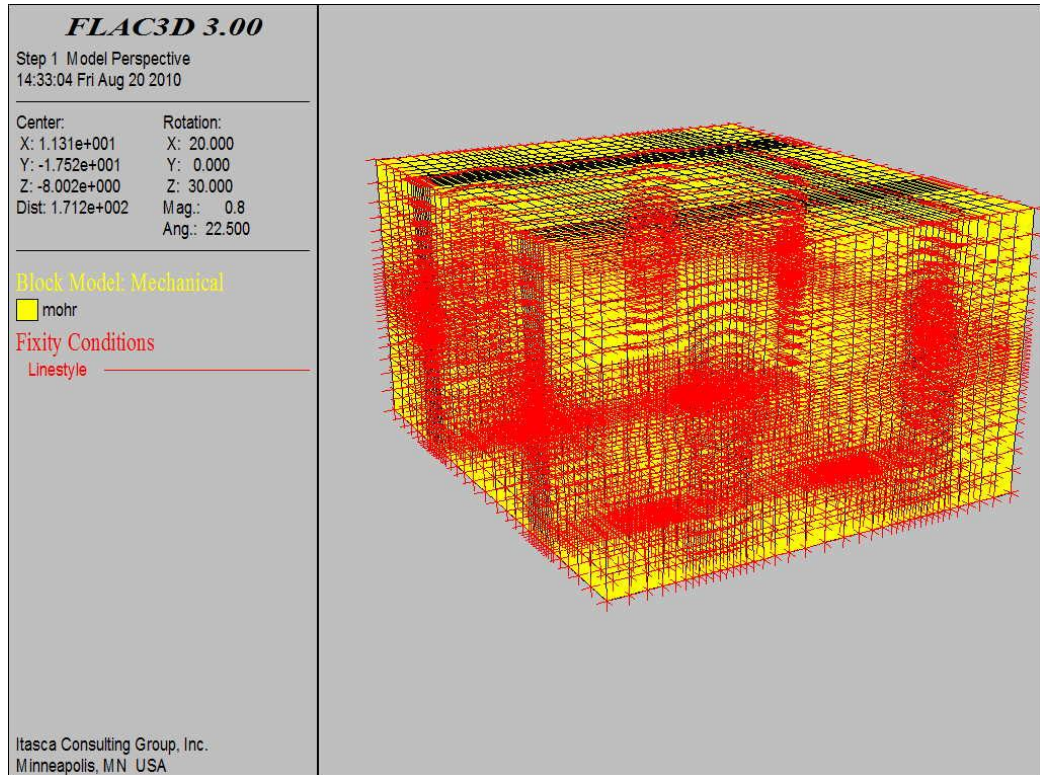 FLAC3D 3.00
Step 1 Model Perspective
14:33:04 Fri Aug 20 2010
Center:
X: 1.131e+001
Y: -1.752e+001
Z: -8.002e+000
Dist: 1.712e+002
Rotation:
X: 20.000
Y: 0.000
Z: 30.000
Mag.: 0.8
Ang.: 22.500
Block Model: Mechanical
mohr
Fixity Conditions
Linestyle
Itasca Consulting Group, Inc.
Minneapolis, MN USA